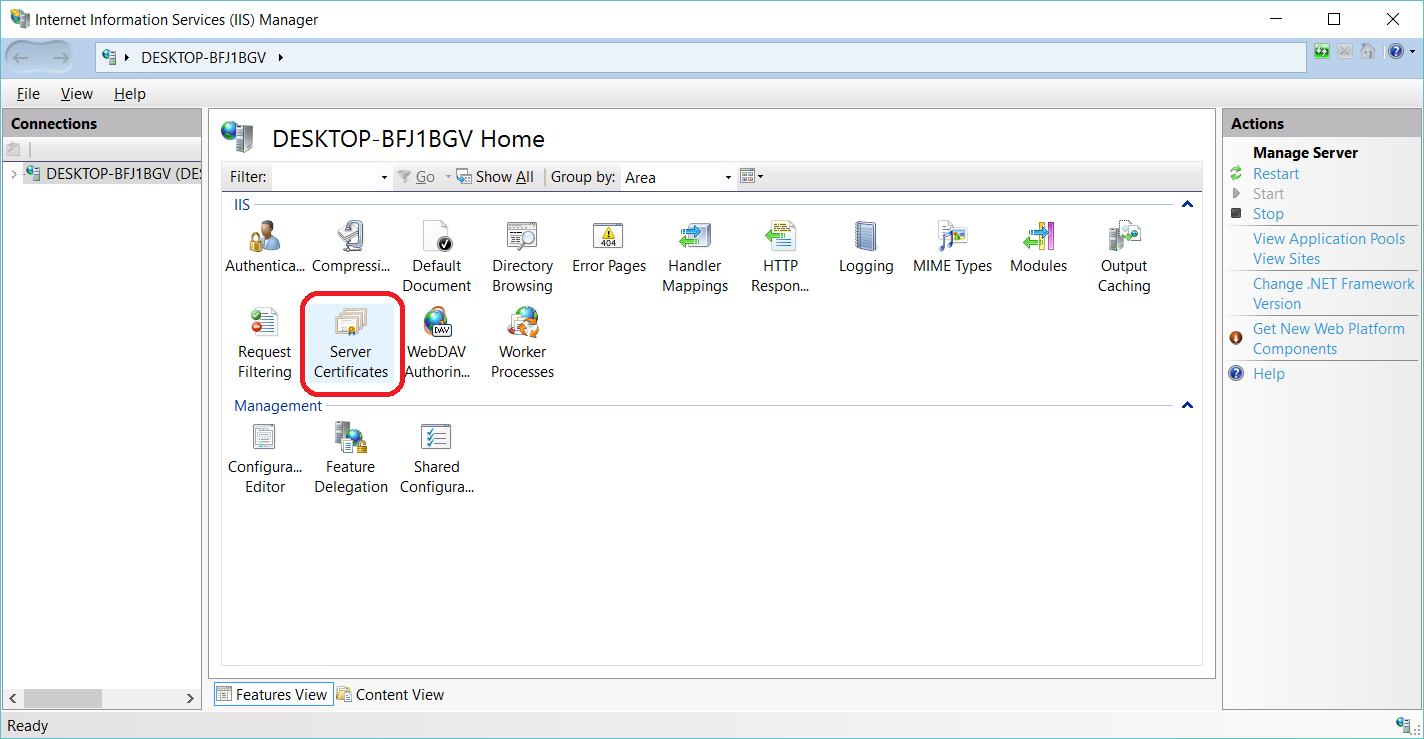 Internet Information Services (IIS) Manager
DESKTOP-BFJ1BGV
File View Help
Connections
DESKTOP-BFJ1BGV (DES
DESKTOP-BFJ1BGV Home
Filter: Go Show All Group by: Area
IIS
Authentica... Compressi... Default Document Directory Browsing Error Pages Handler Mappings HTTP Respon... Logging MIME Types Modules Output Caching
Request Filtering Server Certificates WebDAV Authorin... Worker Processes
Management
Configura... Editor Feature Delegation Shared Configura...
Features View Content View
Actions
Manage Server
Restart
Start
Stop
View Application Pools
View Sites
Change .NET Framework
Version
Get New Web Platform
Components
Help
Ready